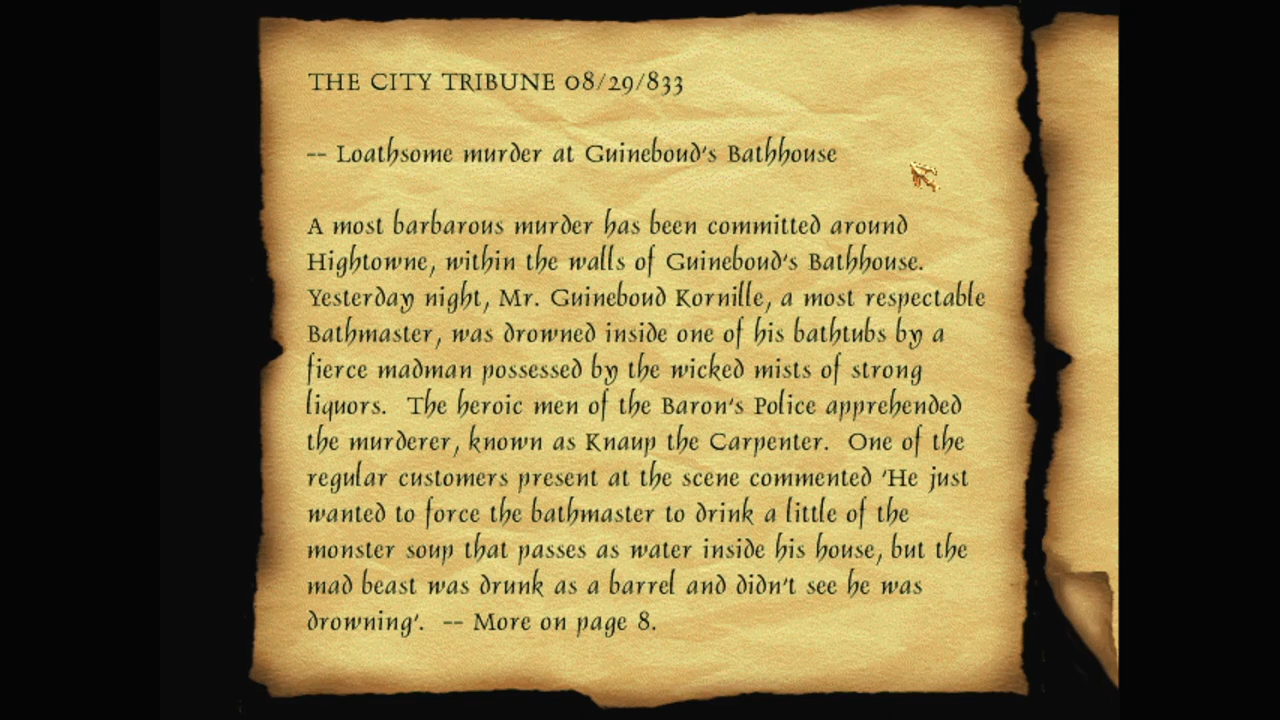 THE CITY TRIBUNE 08/29/833
-- Loathsome murder at Guineboud's Bathhouse
A most barbarous murder has been committed around
Hightowne, within the walls of Guineboud's Bathhouse.
Yesterday night, Mr. Guineboud Kornille, a most respectable
Bathmaster, was drowned inside one of his bathtubs by a
fierce madman possessed by the wicked mists of strong
liquors.  The heroic men of the Baron's Police apprehended
the murderer, known as Knaup the Carpenter.  One of the
regular customers present at the scene commented 'He just
wanted to force the bathmaster to drink a little of the
monster soup that passes as water inside his house, but the
mad beast was drunk as a barrel and didn't see he was
drowning'.  -- More on page 8.